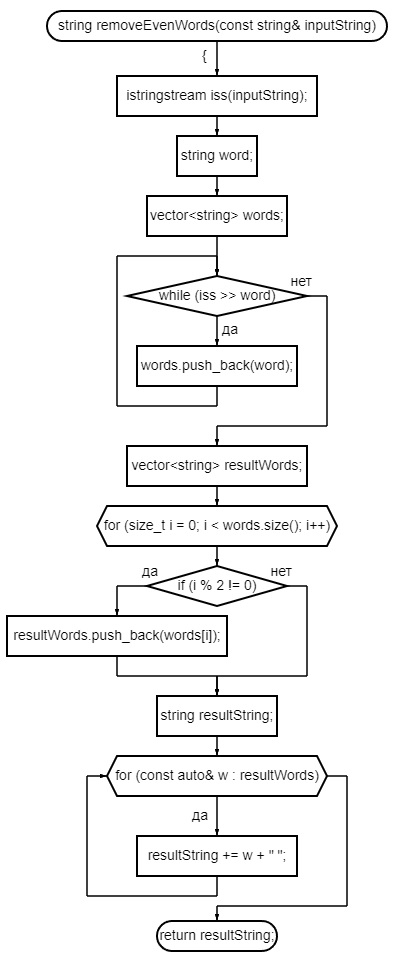 string removeEvenWords(const string& inputString)
{
istringstream iss(inputString);
string word;
vector<string> words;
while (iss >> word)
нет
да
words.push_back(word);
vector<string> resultWords;
for (size_t i = 0; i < words.size(); i++)
да
нет
if (i % 2 != 0)
resultWords.push_back(words[i]);
string resultString;
for (const auto& w : resultWords)
да
resultString += w + " ";
return resultString;